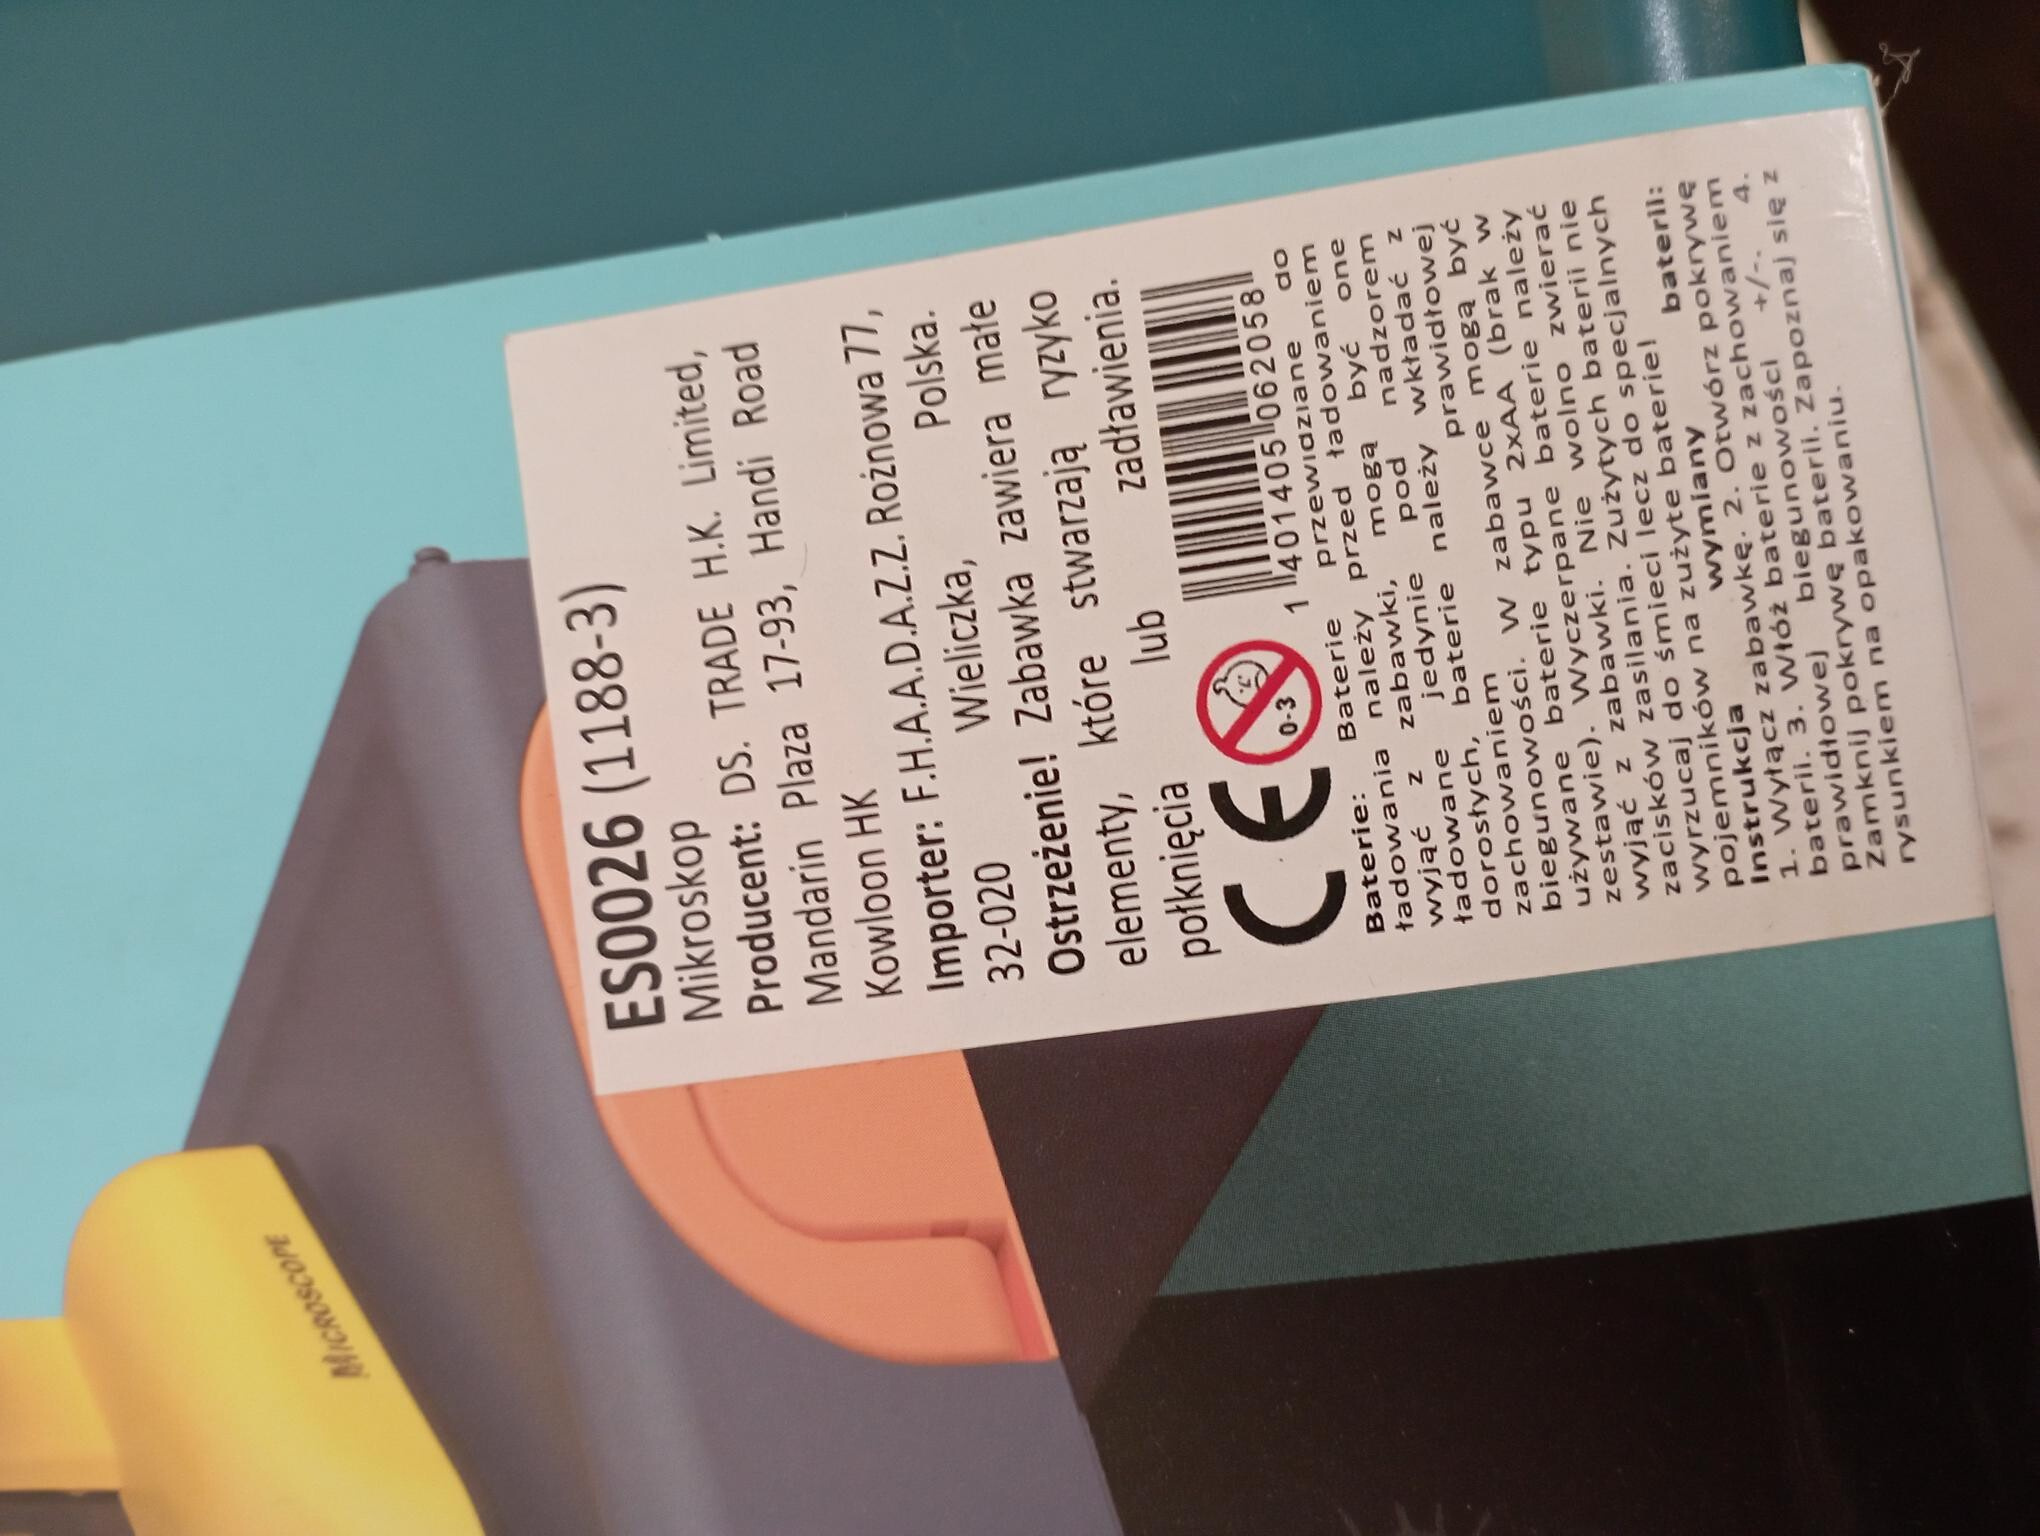 ES0026 (1188-3)
Mikroskop
Producent: DS. TRADE H.K. Limited,
Mandarin Plaza 17-93, Handi Road
Kowloon HK
Importer: F.H.A.A.D.A.Z.Z. Rożnowa 77,
32-020 Wieliczka, Polska.
Ostrzeżenie! Zabawka zawiera małe
elementy, które stwarzają ryzyko
połknięcia lub zadławienia.
CE
0-3
1 401405 062058
Baterie: Baterie przewidziane do
ładowania należy przed ładowaniem
wyjąć z zabawki, mogą być one
ładowane jedynie pod nadzorem
dorosłych, baterie należy wkładać z
zachowaniem prawidłowej
biegunowości. W zabawce mogą być
używane baterie typu 2xAA (brak w
zestawie). Wyczerpane baterie należy
wyjąć z zabawki. Nie wolno zwierać
zacisków zasilania. Zużytych baterii nie
wyrzucaj do śmieci lecz do specjalnych
pojemników na zużyte bateriel
Instrukcja wymiany baterii:
1. Wyłącz zabawkę. 2. Otwórz pokrywę
baterii. 3. Włóż baterie z zachowaniem
prawidłowej biegunowości +/-. 4.
Zamknij pokrywę baterii. Zapoznaj się z
rysunkiem na opakowaniu.
MICROSCOPE